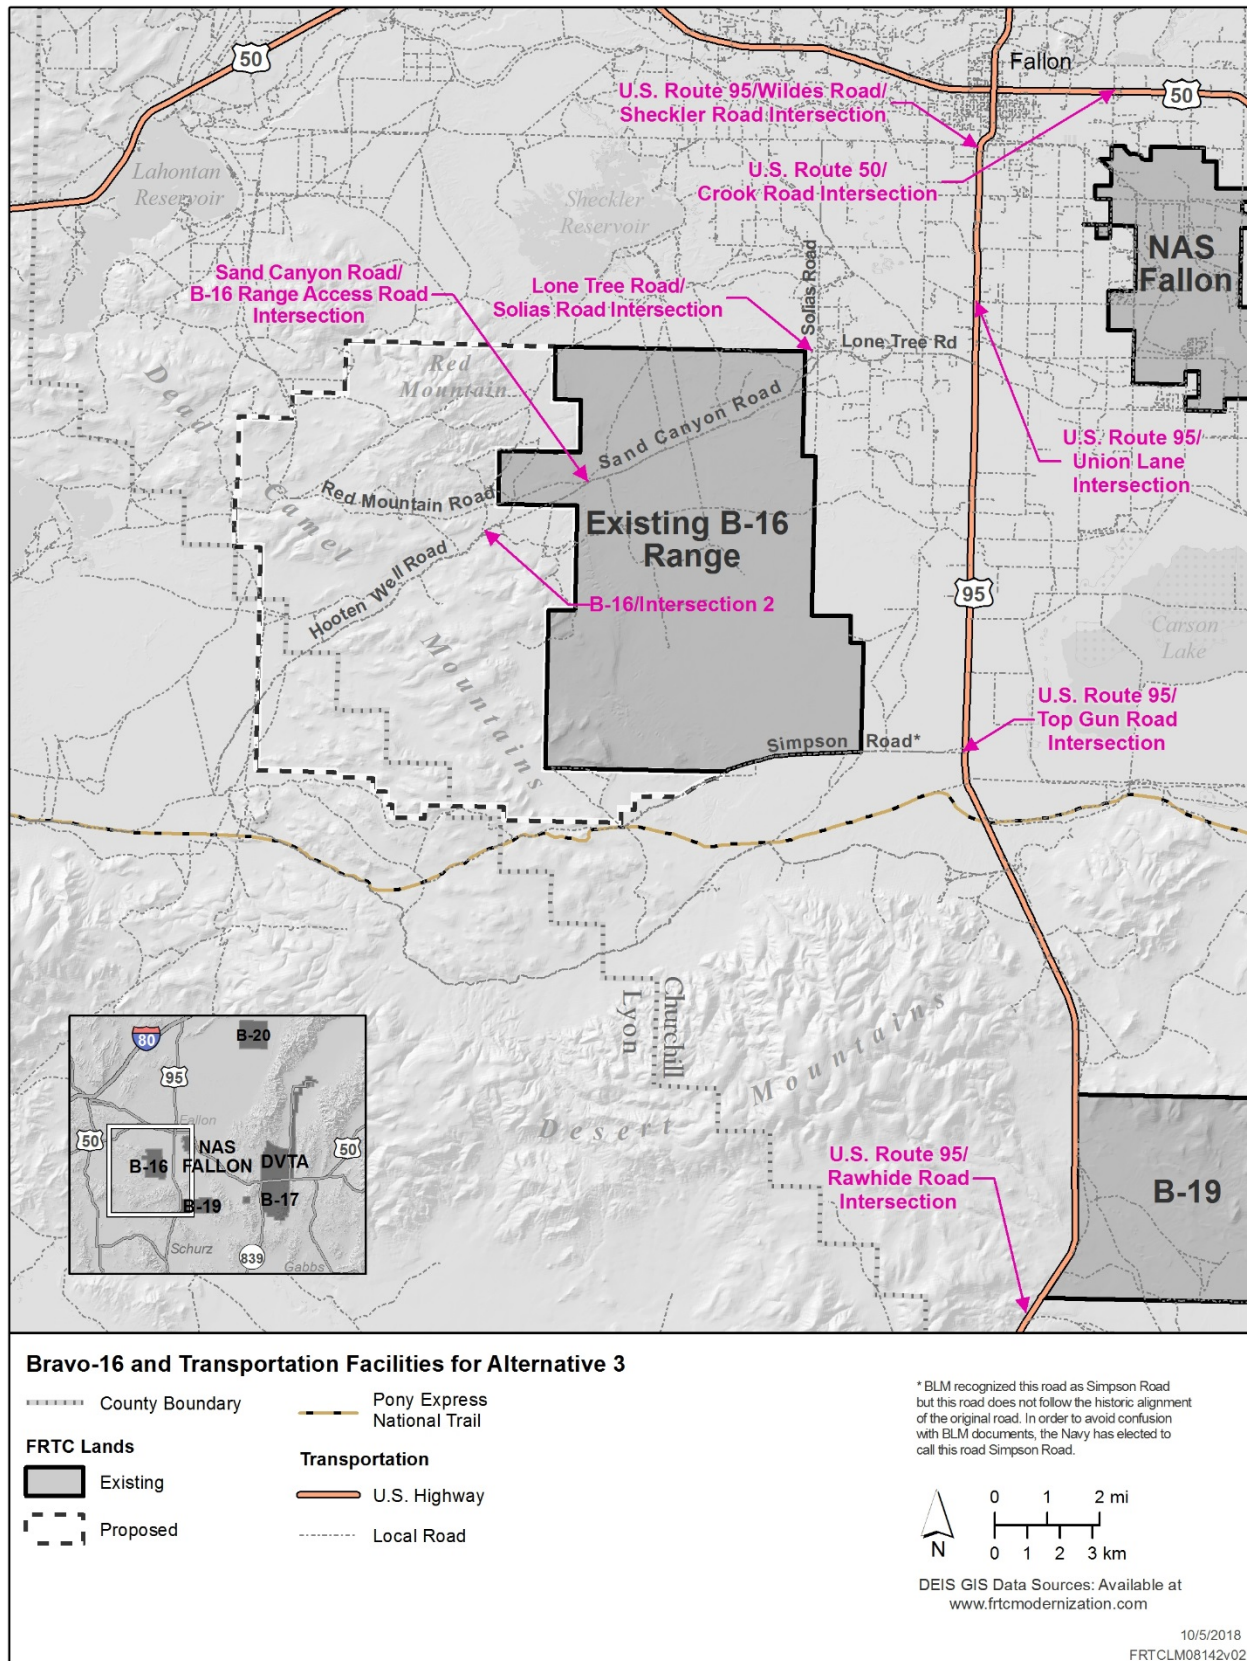 50
Fallon
U.S. Route 95/Wildes Road/
Sheckler Road Intersection
50
Lahontan
Reservoir
Sheckler
Reservoir
U.S. Route 50/
Crook Road Intersection
NAS
Fallon
Sand Canyon Road/
B-16 Range Access Road
Intersection
Lone Tree Road/
Solias Road Intersection
Solias Road
Lone Tree Rd
Red
Mountain
Dead
Camel
Mountains
Sand Canyon Road
U.S. Route 95/
Union Lane
Intersection
Red Mountain Road
Existing B-16
Range
Hooten Well Road
B-16/Intersection 2
95
Carson
Lake
U.S. Route 95/
Top Gun Road
Intersection
Simpson Road*
Lyon
Churchill
Desert
Mountains
U.S. Route 95/
Rawhide Road
Intersection
B-19
80
B-20
95
Fallon
50
NAS
FALLON
DVTA
50
B-16
B-19
B-17
Schurz
839
Gabbs
Bravo-16 and Transportation Facilities for Alternative 3
County Boundary
FRTC Lands
Existing
Proposed
Pony Express
National Trail
Transportation
U.S. Highway
Local Road
* BLM recognized this road as Simpson Road
but this road does not follow the historic alignment
of the original road. In order to avoid confusion
with BLM documents, the Navy has elected to
call this road Simpson Road.
N
0 1 2 mi
0 1 2 3 km
DEIS GIS Data Sources: Available at
www.frtcmodernization.com
10/5/2018
FRTCLM08142v02